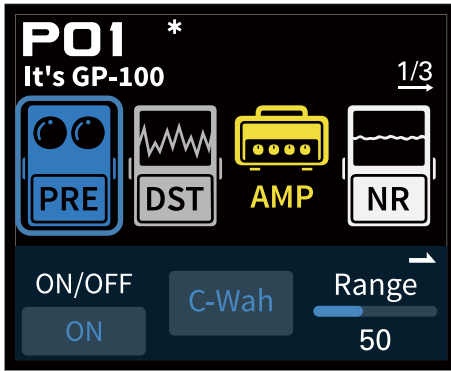 P01 *
It's GP-100
1/3
PRE DST AMP NR
ON/OFF C-Wah Range
ON 50